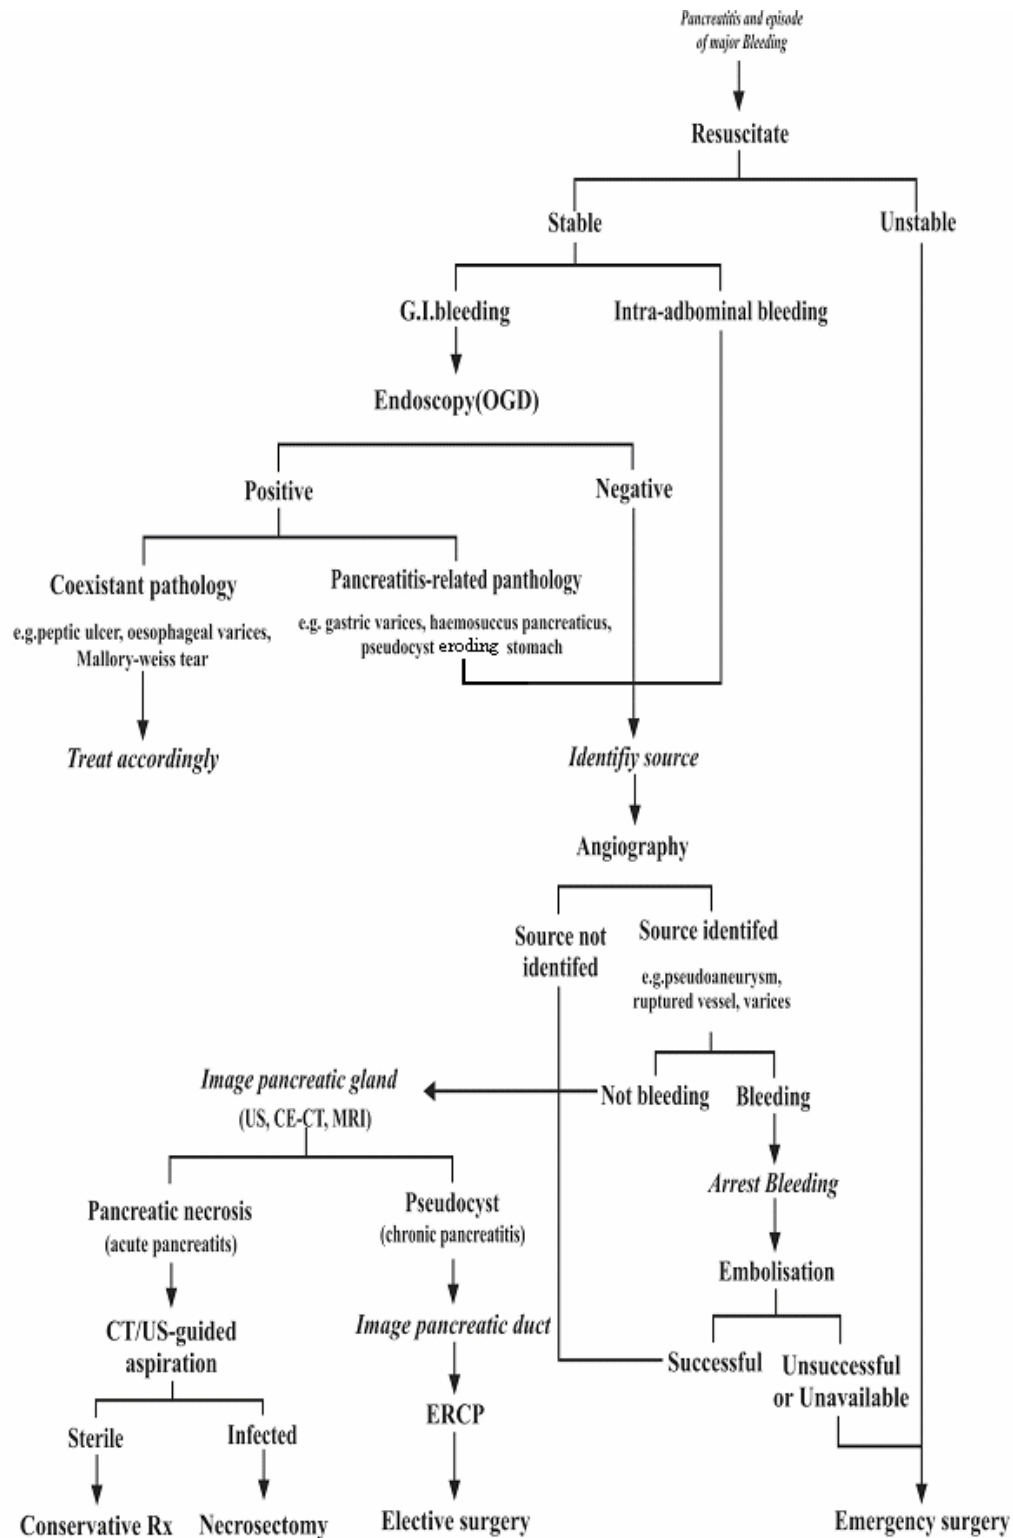 Pancreatitis and episode
of major Bleeding
Resuscitate
Stable
Unstable
G.I.bleeding
Intra-adbominal bleeding
Endoscopy(OGD)
Positive
Negative
Coexistant pathology
e.g.peptic ulcer, oesophageal varices,
Mallory-weiss tear
Pancreatitis-related panthology
e.g. gastric varices, haemosuccus pancreaticus,
pseudocyst eroding stomach
Treat accordingly
Identifiy source
Angiography
Source not
identifed
Source identifed
e.g.pseudoaneurysm,
ruptured vessel, varices
Not bleeding
Bleeding
Image pancreatic gland
(US, CE-CT, MRI)
Arrest Bleeding
Pancreatic necrosis
(acute pancreatits)
Pseudocyst
(chronic pancreatitis)
Embolisation
CT/US-guided
aspiration
Image pancreatic duct
Successful
Unsuccessful
or Unavailable
Sterile
Infected
ERCP
Conservative Rx
Necrosectomy
Elective surgery
Emergency surgery